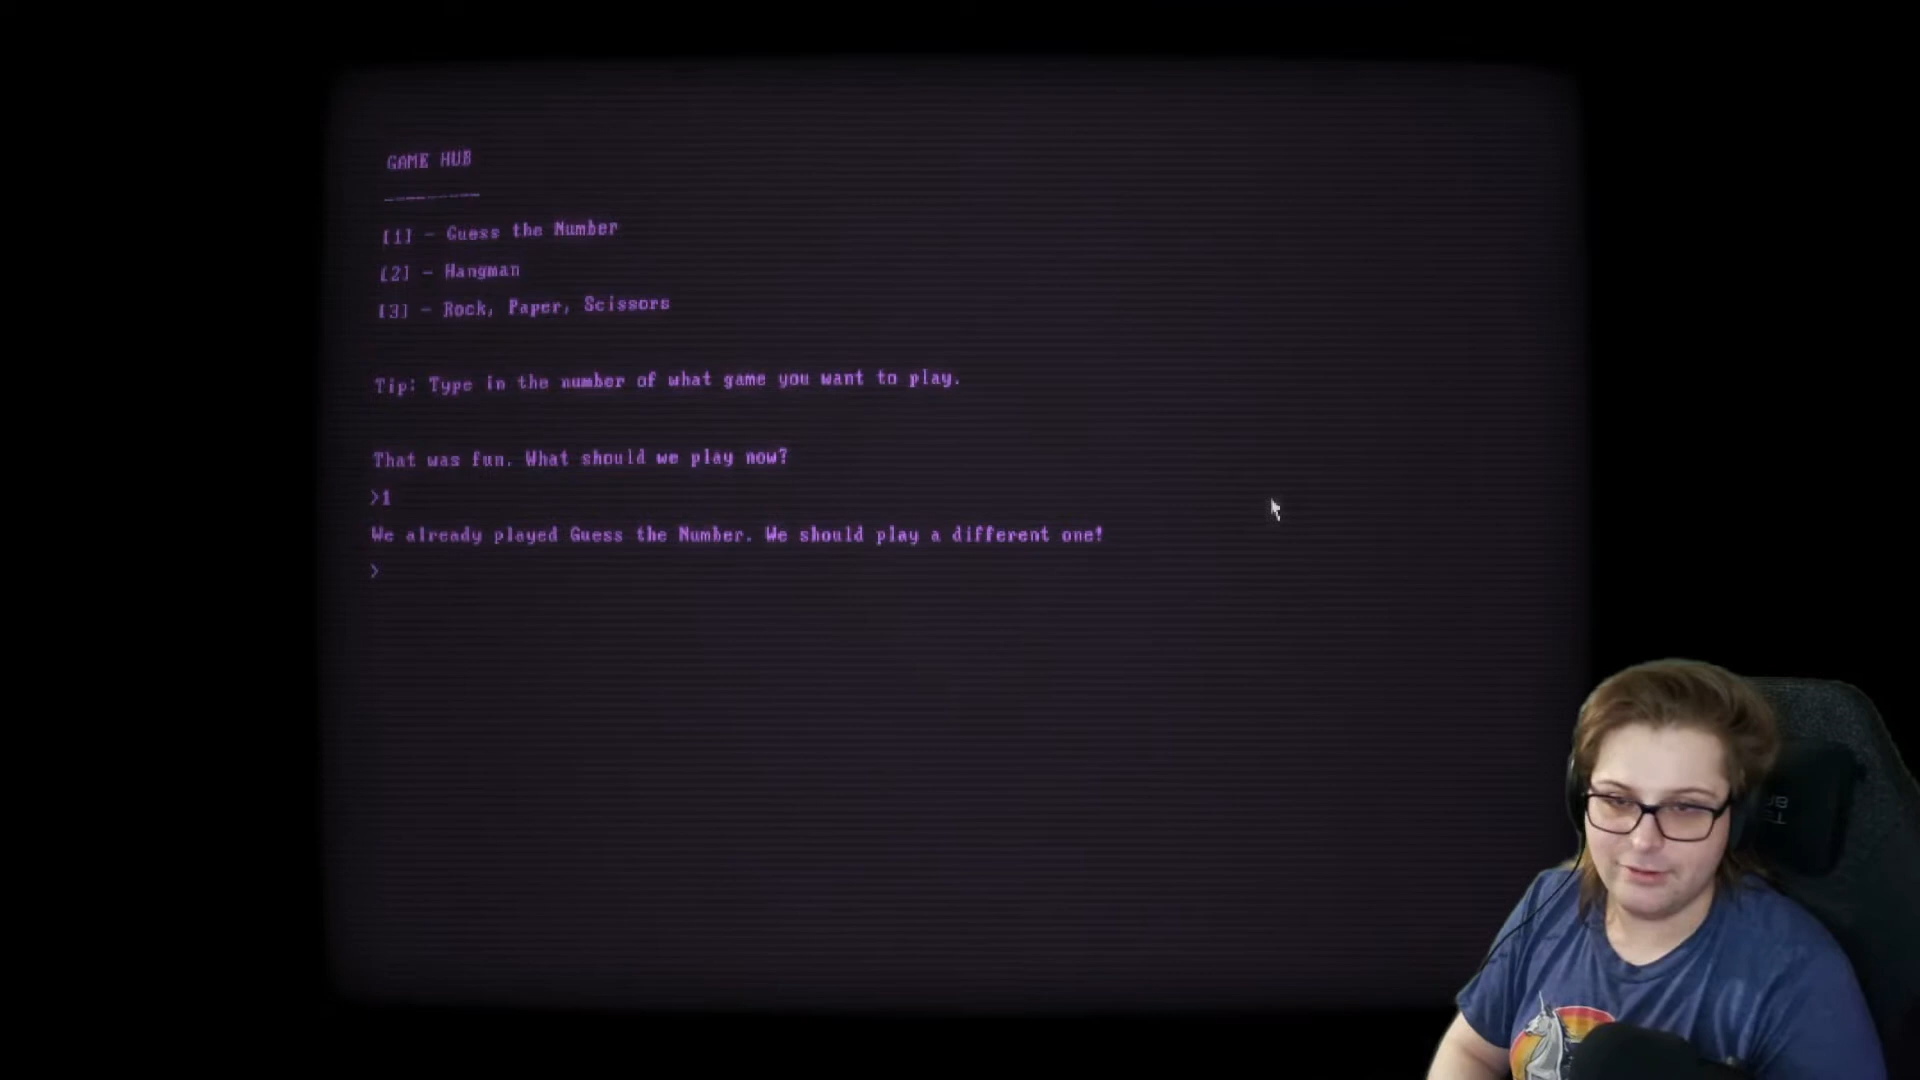 GAME HUB
---------
[1] - Guess the Number
[2] - Hangman
[3] - Rock, Paper, Scissors
Tip: Type in the number of what game you want to play.
That was fun. What should we play now?
>1
We already played Guess the Number. We should play a different one!
>